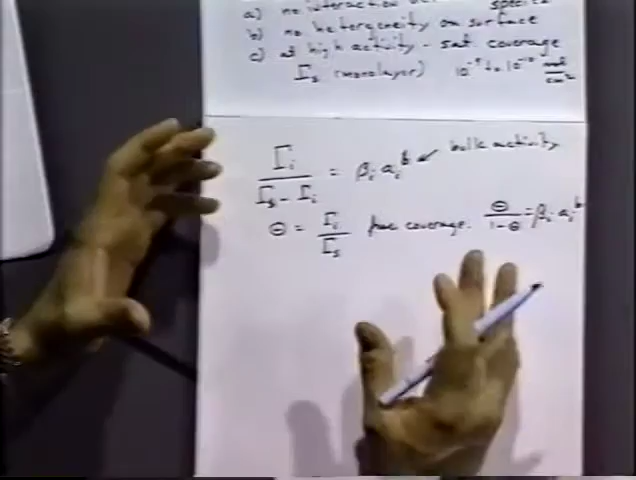 a) no interaction
b) no heterogeneity on surface
c) at high activity - sat. coverage
Γs (monolayer) 10⁻⁹ to 10⁻¹⁰ mol/cm²
Γi / (Γs - Γi) = βi ai^b ← bulk activity
θ = Γi / Γs frac coverage. θ / (1-θ) = βi ai^b